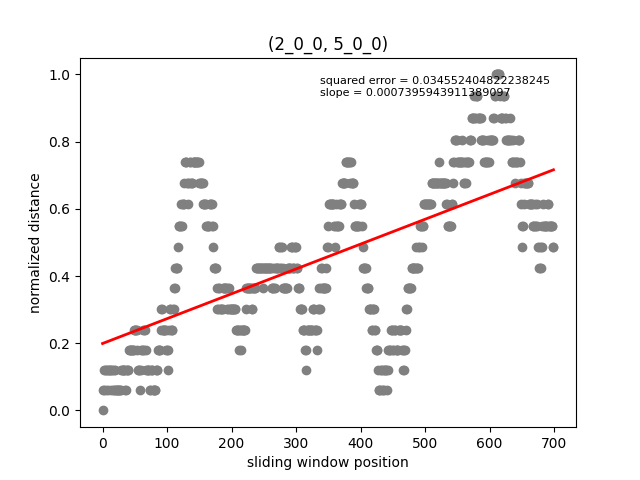 (2_0_0, 5_0_0)
squared error = 0.034552404822238245
slope = 0.0007395943911389097
normalized distance
1.0
0.8
0.6
0.4
0.2
0.0
0 100 200 300 400 500 600 700
sliding window position